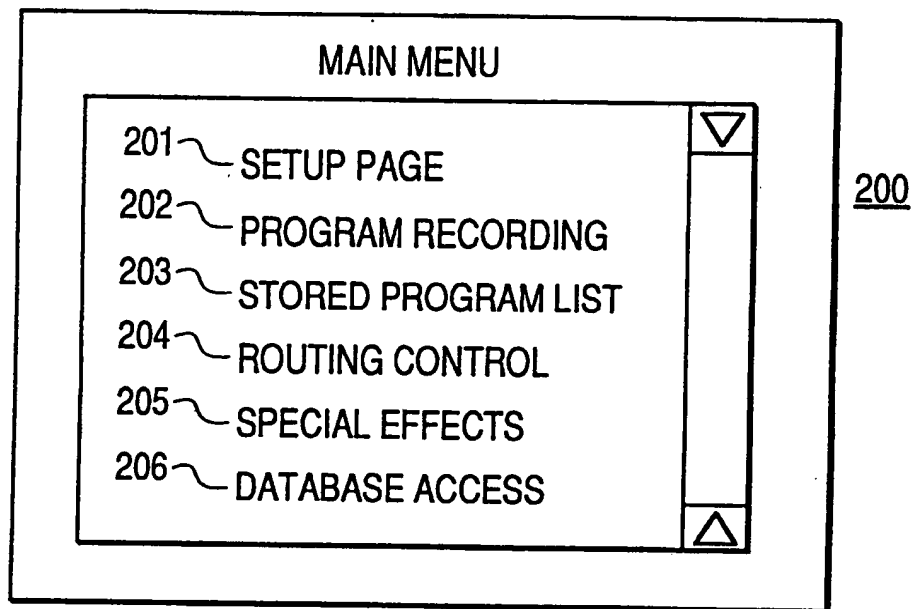 MAIN MENU
201 SETUP PAGE
202 PROGRAM RECORDING
203 STORED PROGRAM LIST
204 ROUTING CONTROL
205 SPECIAL EFFECTS
206 DATABASE ACCESS
200